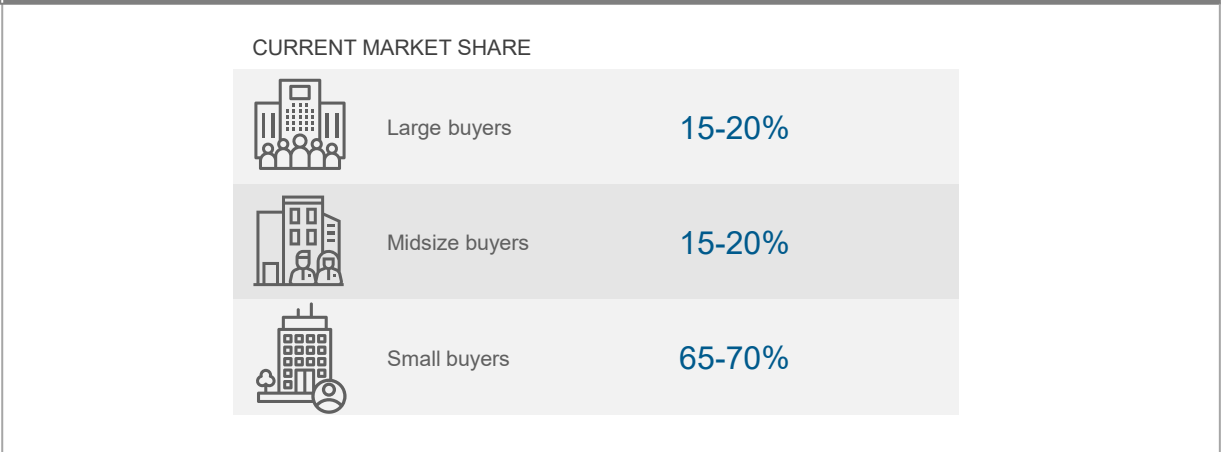 CURRENT MARKET SHARE
Large buyers 15-20%
Midsize buyers 15-20%
Small buyers 65-70%